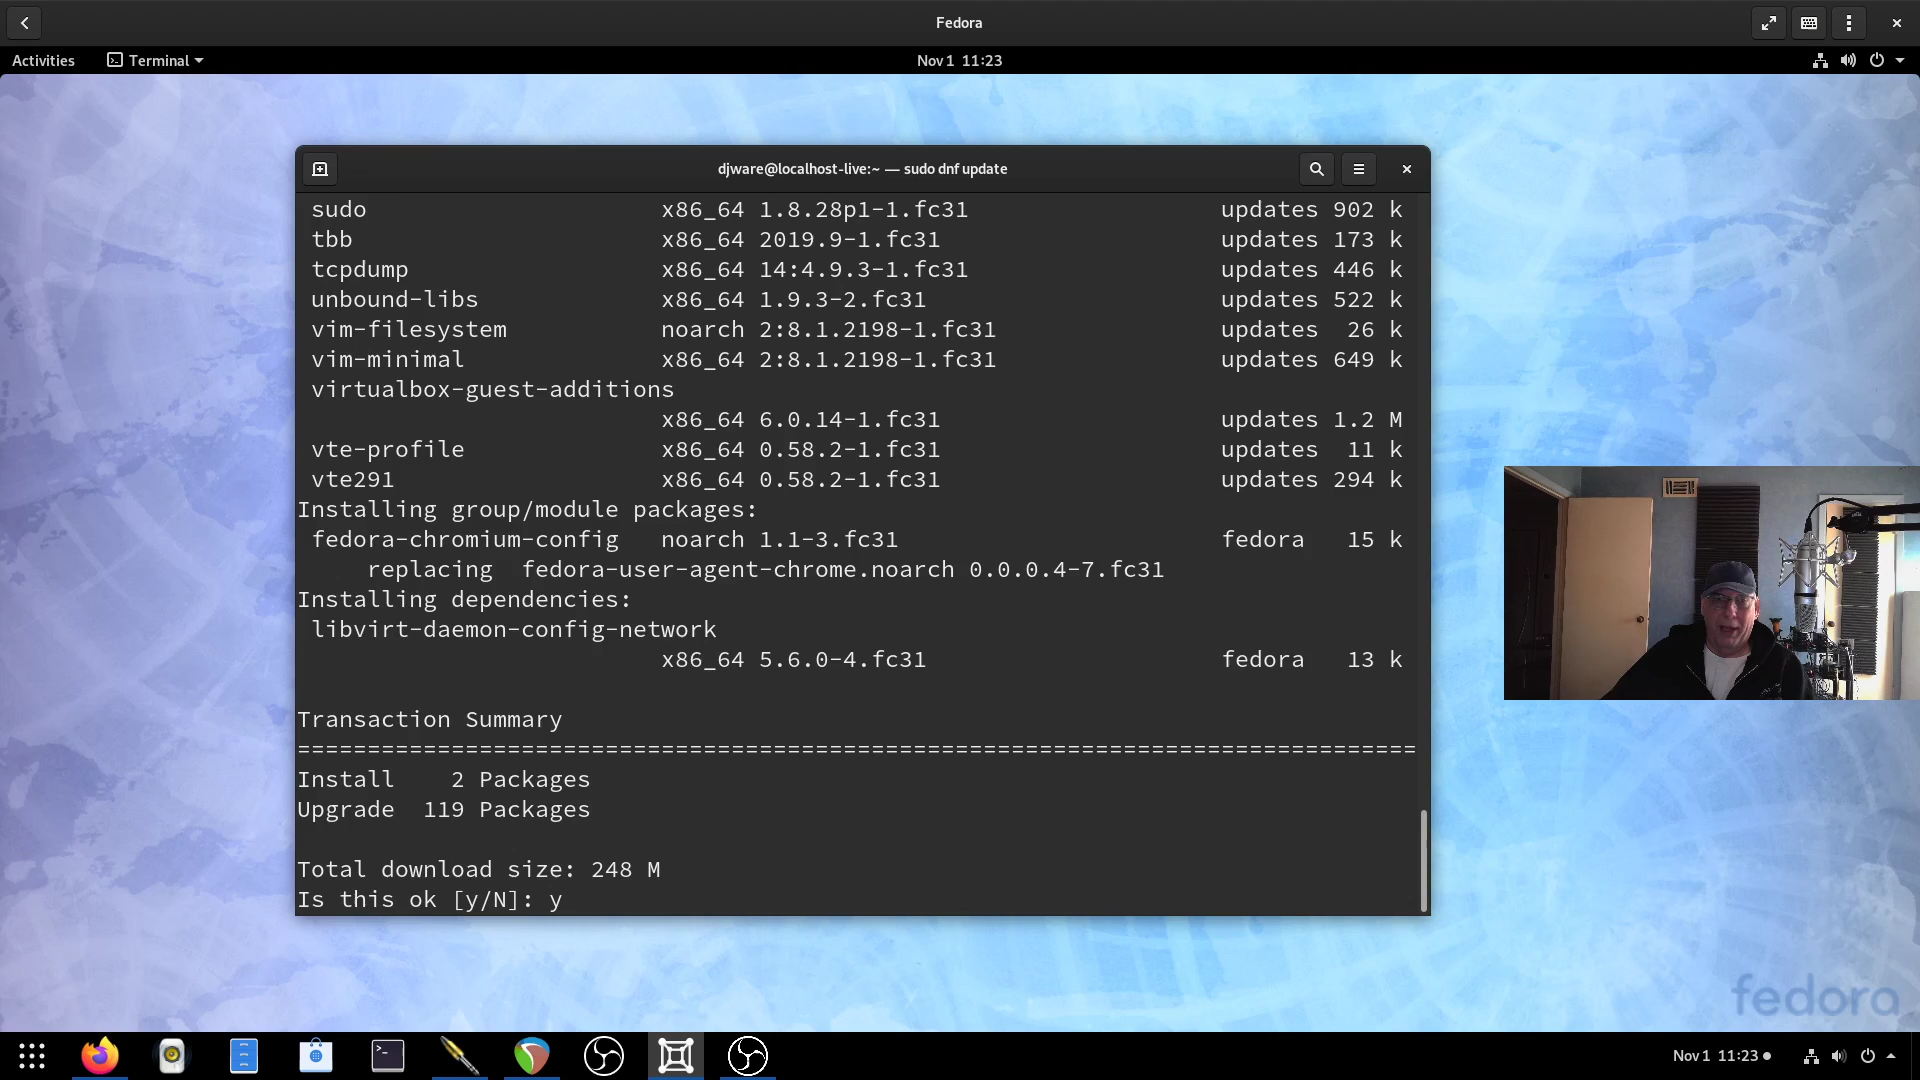 Fedora
Activities Terminal Nov 1 11:23
djware@localhost-live:~ — sudo dnf update
sudo x86_64 1.8.28p1-1.fc31 updates 902 k
tbb x86_64 2019.9-1.fc31 updates 173 k
tcpdump x86_64 14:4.9.3-1.fc31 updates 446 k
unbound-libs x86_64 1.9.3-2.fc31 updates 522 k
vim-filesystem noarch 2:8.1.2198-1.fc31 updates 26 k
vim-minimal x86_64 2:8.1.2198-1.fc31 updates 649 k
virtualbox-guest-additions
x86_64 6.0.14-1.fc31 updates 1.2 M
vte-profile x86_64 0.58.2-1.fc31 updates 11 k
vte291 x86_64 0.58.2-1.fc31 updates 294 k
Installing group/module packages:
fedora-chromium-config noarch 1.1-3.fc31 fedora 15 k
replacing fedora-user-agent-chrome.noarch 0.0.0.4-7.fc31
Installing dependencies:
libvirt-daemon-config-network
x86_64 5.6.0-4.fc31 fedora 13 k
Transaction Summary
================================================================================
Install 2 Packages
Upgrade 119 Packages
Total download size: 248 M
Is this ok [y/N]: y
fedora
Nov 1 11:23